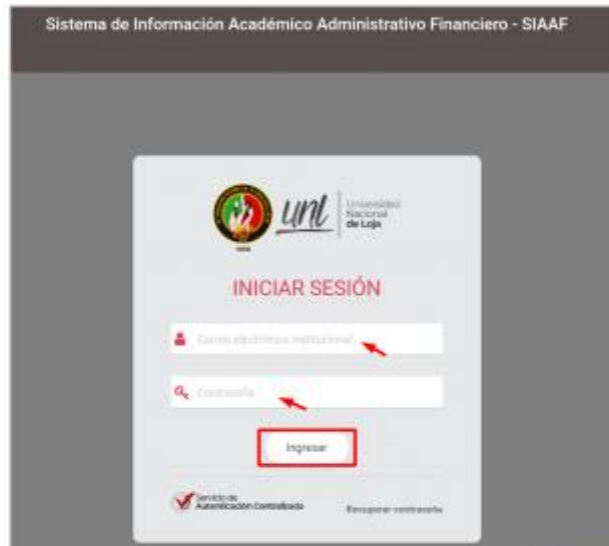 Sistema de Información Académico Administrativo Financiero - SIAAF
unl
Universidad
Nacional
de Loja
INICIAR SESIÓN
Correo electrónico institucional
Contraseña
Ingresar
Servicio de
Autenticación Centralizada
Recuperar contraseña